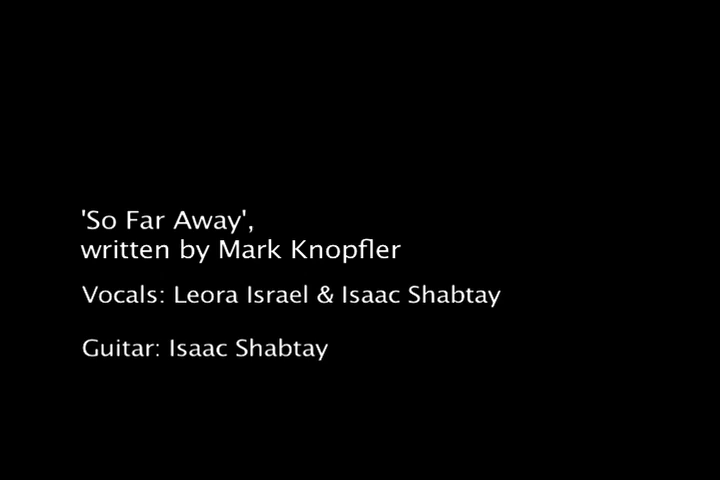 'So Far Away',
written by Mark Knopfler
Vocals: Leora Israel & Isaac Shabtay
Guitar: Isaac Shabtay